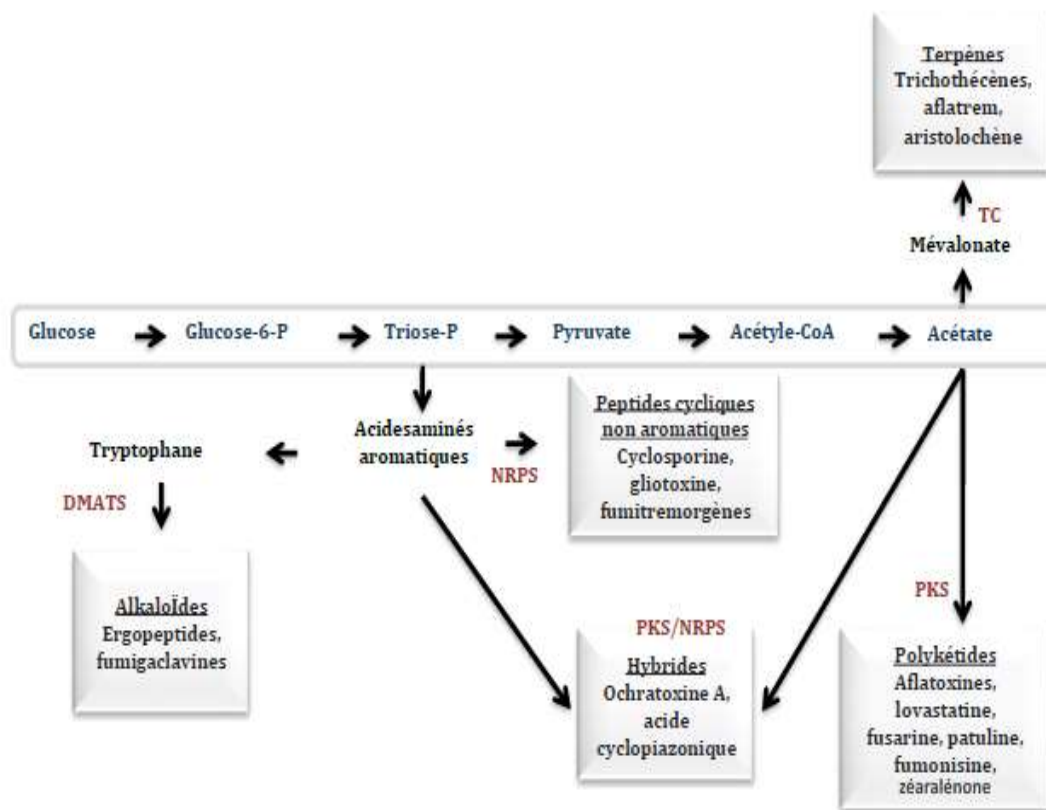 Terpènes
Trichothécènes,
aflatrem,
aristolochène
TC
Mévalonate
Glucose
Glucose-6-P
Triose-P
Pyruvate
Acétyle-CoA
Acétate
Acidesaminés
aromatiques
Tryptophane
NRPS
Peptides cycliques
non aromatiques
Cyclosporine,
gliotoxine,
fumitremorgènes
DMATS
AlkaloÏdes
Ergopeptides,
fumigaclavines
PKS/NRPS
Hybrides
Ochratoxine A,
acide
cyclopiazonique
PKS
Polykétides
Aflatoxines,
lovastatine,
fusarine, patuline,
fumonisine,
zéaralénone